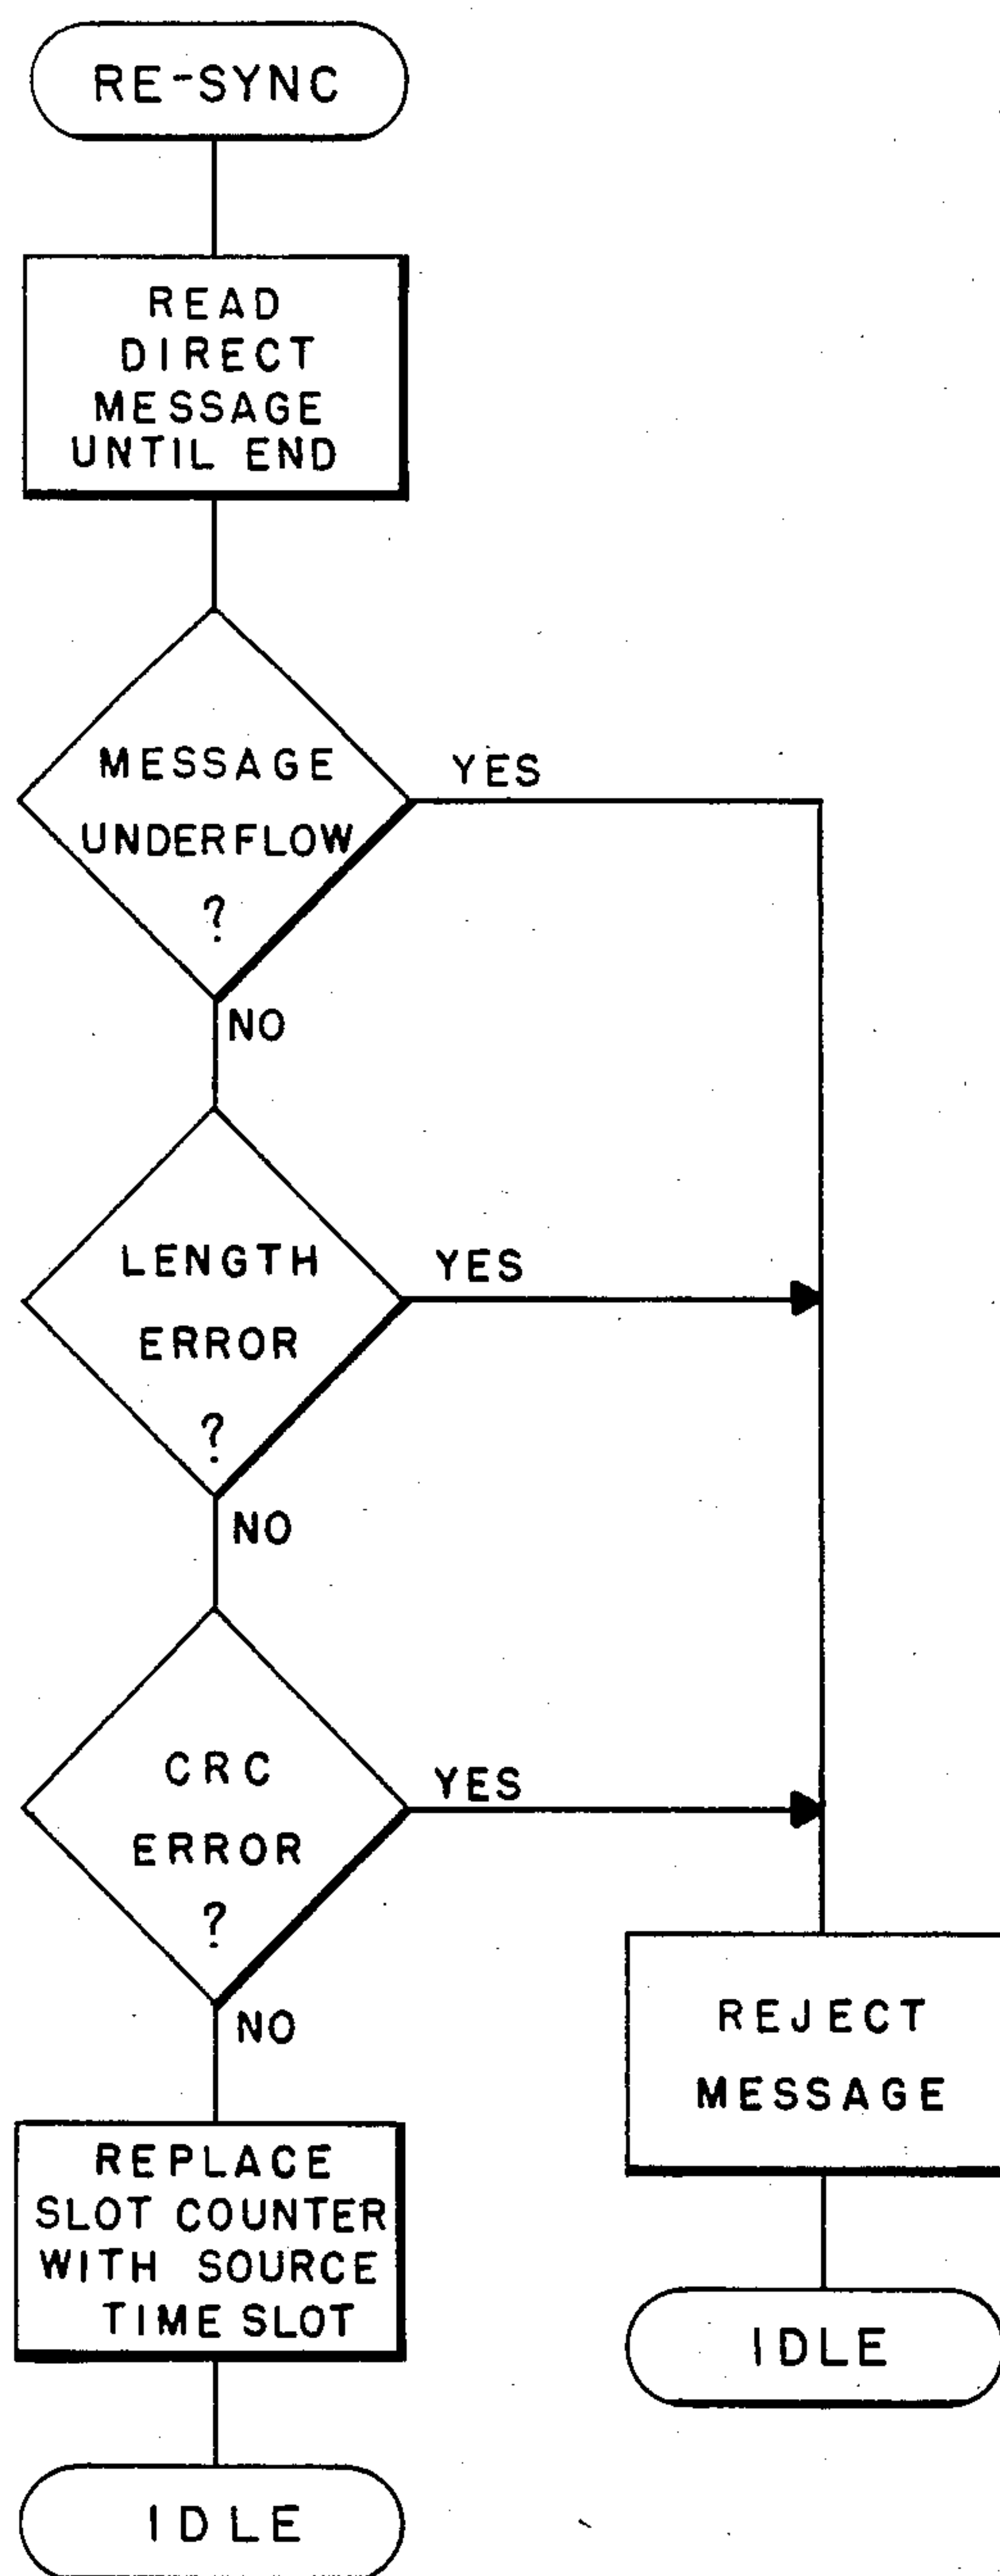 RE-SYNC
READ
DIRECT
MESSAGE
UNTIL END
MESSAGE
UNDERFLOW
?
YES
NO
LENGTH
ERROR
?
YES
NO
CRC
ERROR
?
YES
NO
REJECT
MESSAGE
REPLACE
SLOT COUNTER
WITH SOURCE
TIME SLOT
IDLE
IDLE